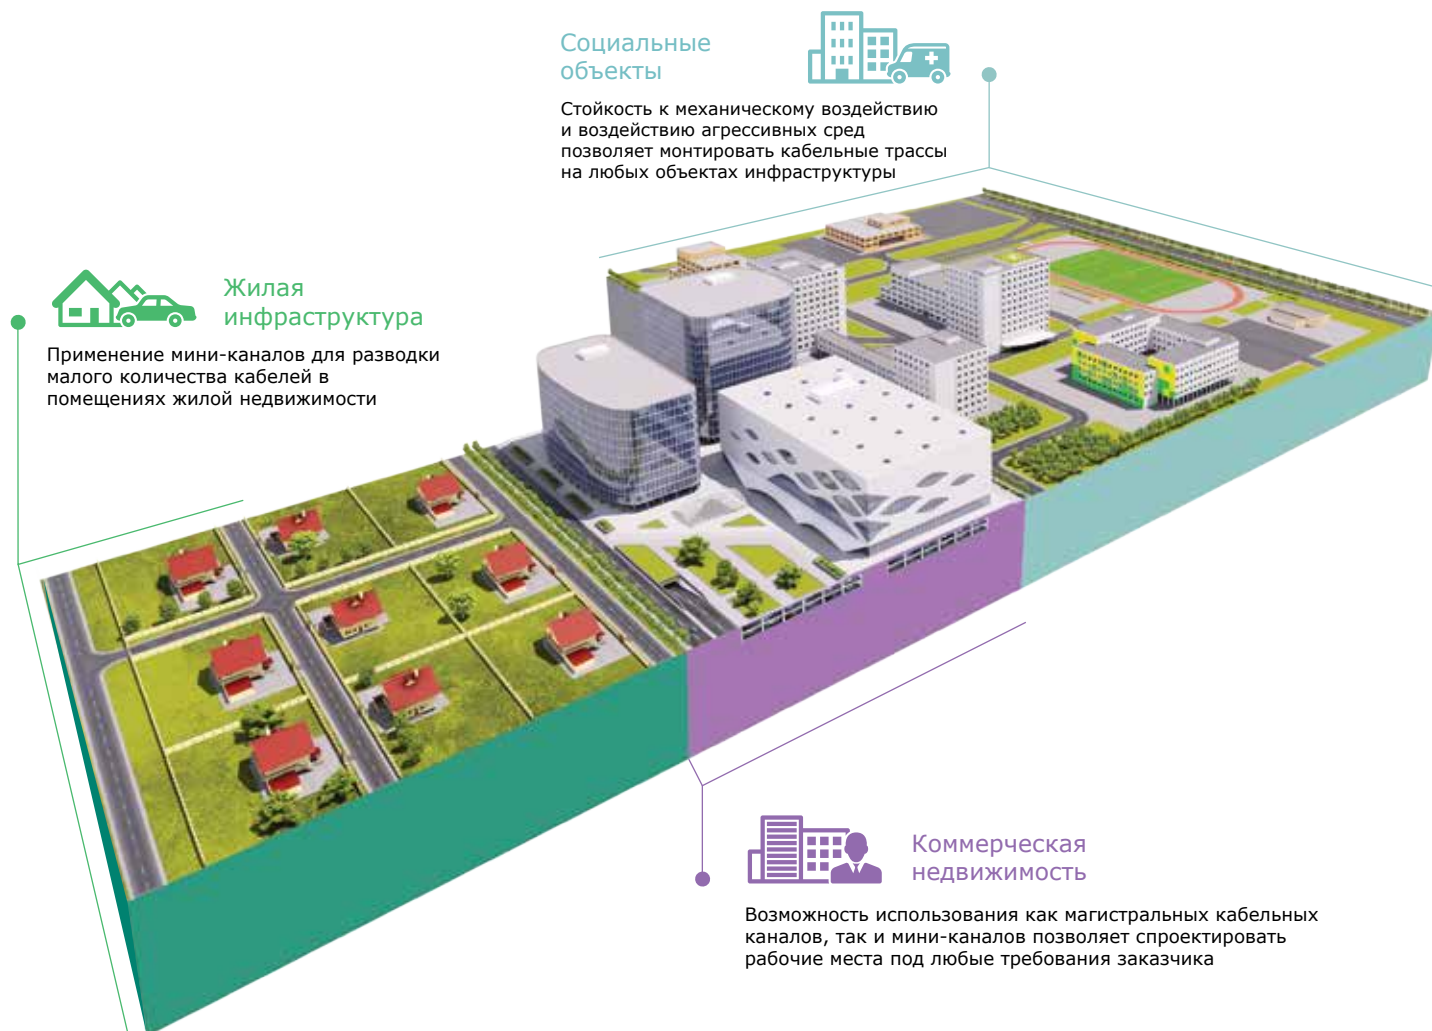 Социальные
объекты
Стойкость к механическому воздействию
и воздействию агрессивных сред
позволяет монтировать кабельные трассы
на любых объектах инфраструктуры
Жилая
инфраструктура
Применение мини-каналов для разводки
малого количества кабелей в
помещениях жилой недвижимости
Коммерческая
недвижимость
Возможность использования как магистральных кабельных
каналов, так и мини-каналов позволяет спроектировать
рабочие места под любые требования заказчика